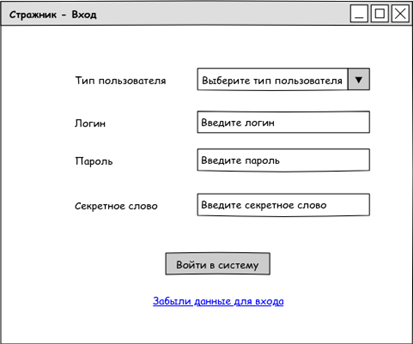 Стражник - Вход
Тип пользователя Выберите тип пользователя
Логин Введите логин
Пароль Введите пароль
Секретное слово Введите секретное слово
Войти в систему
Забыли данные для входа